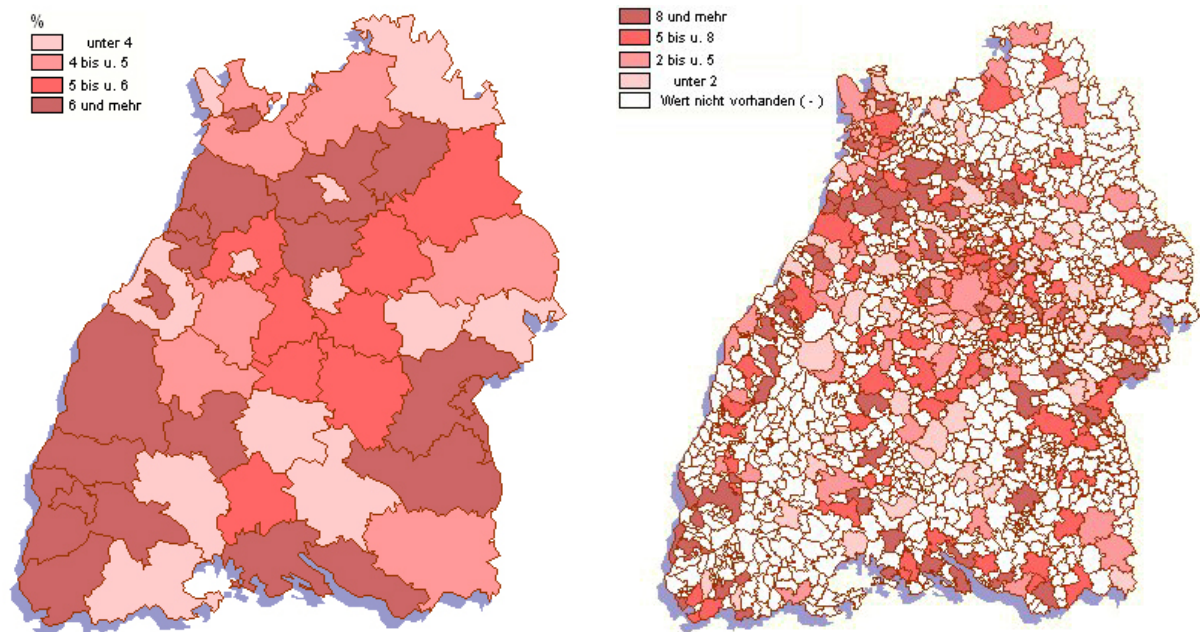 %
unter 4
4 bis u. 5
5 bis u. 6
6 und mehr
8 und mehr
5 bis u. 8
2 bis u. 5
unter 2
Wert nicht vorhanden ( - )